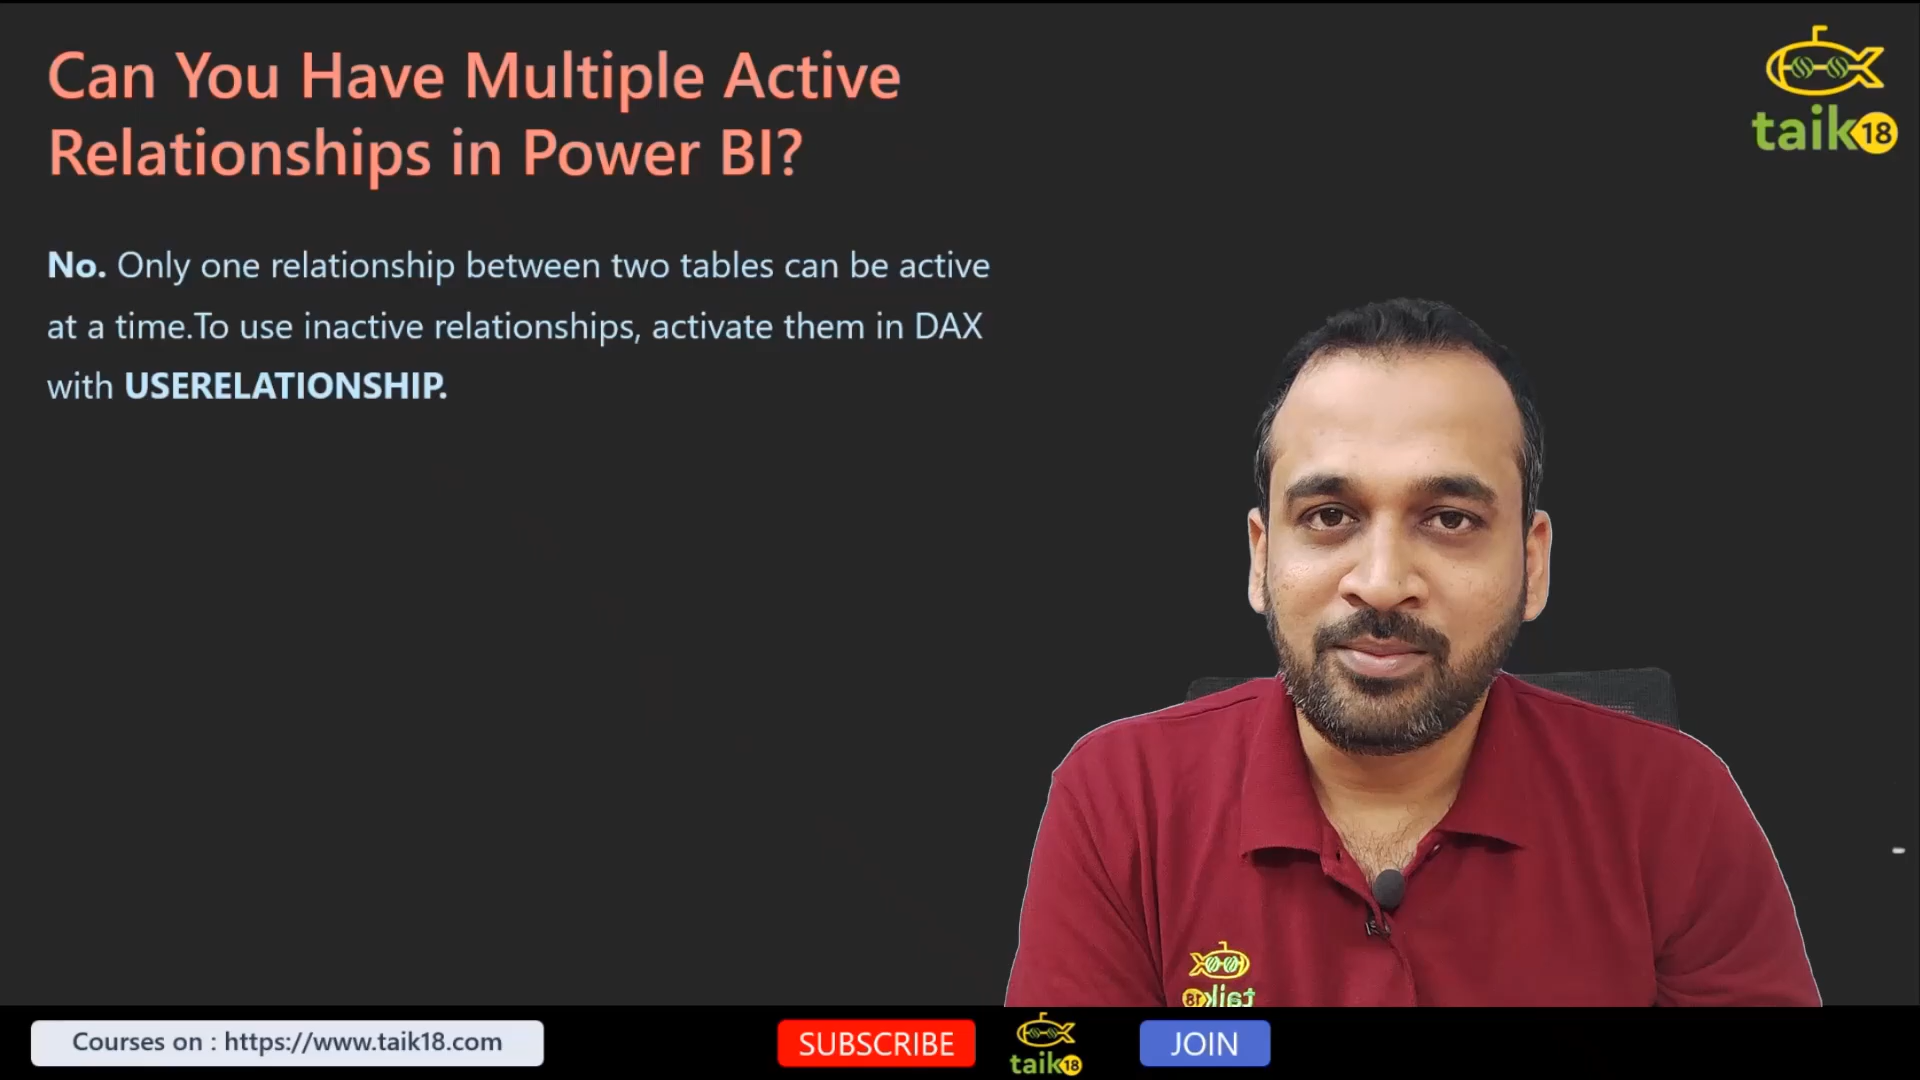 Can You Have Multiple Active
Relationships in Power BI?
taik18
No. Only one relationship between two tables can be active
at a time.To use inactive relationships, activate them in DAX
with USERELATIONSHIP.
taik18
Courses on : https://www.taik18.com
SUBSCRIBE
taik18
JOIN